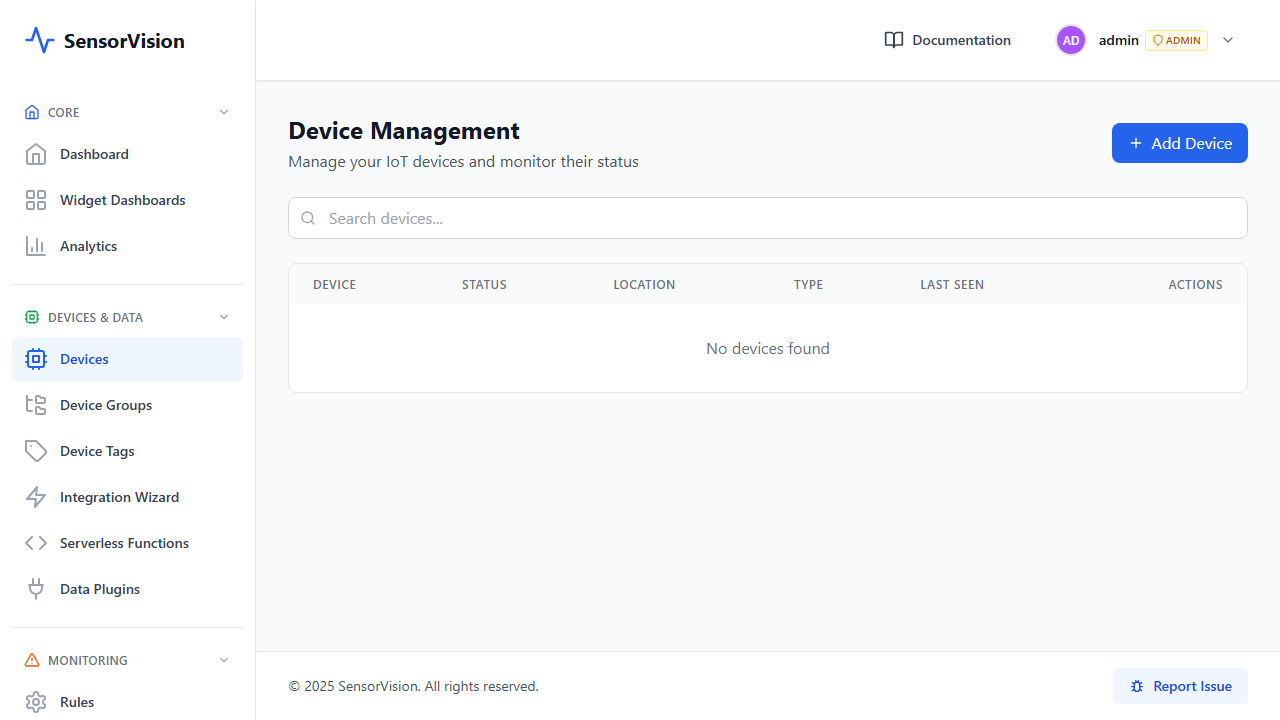 SensorVision
Documentation
AD
admin
ADMIN
CORE
Dashboard
Widget Dashboards
Analytics
DEVICES & DATA
Devices
Device Groups
Device Tags
Integration Wizard
Serverless Functions
Data Plugins
MONITORING
Rules
Device Management
Manage your IoT devices and monitor their status
Add Device
Search devices...
DEVICE STATUS LOCATION TYPE LAST SEEN ACTIONS
No devices found
© 2025 SensorVision. All rights reserved.
Report Issue